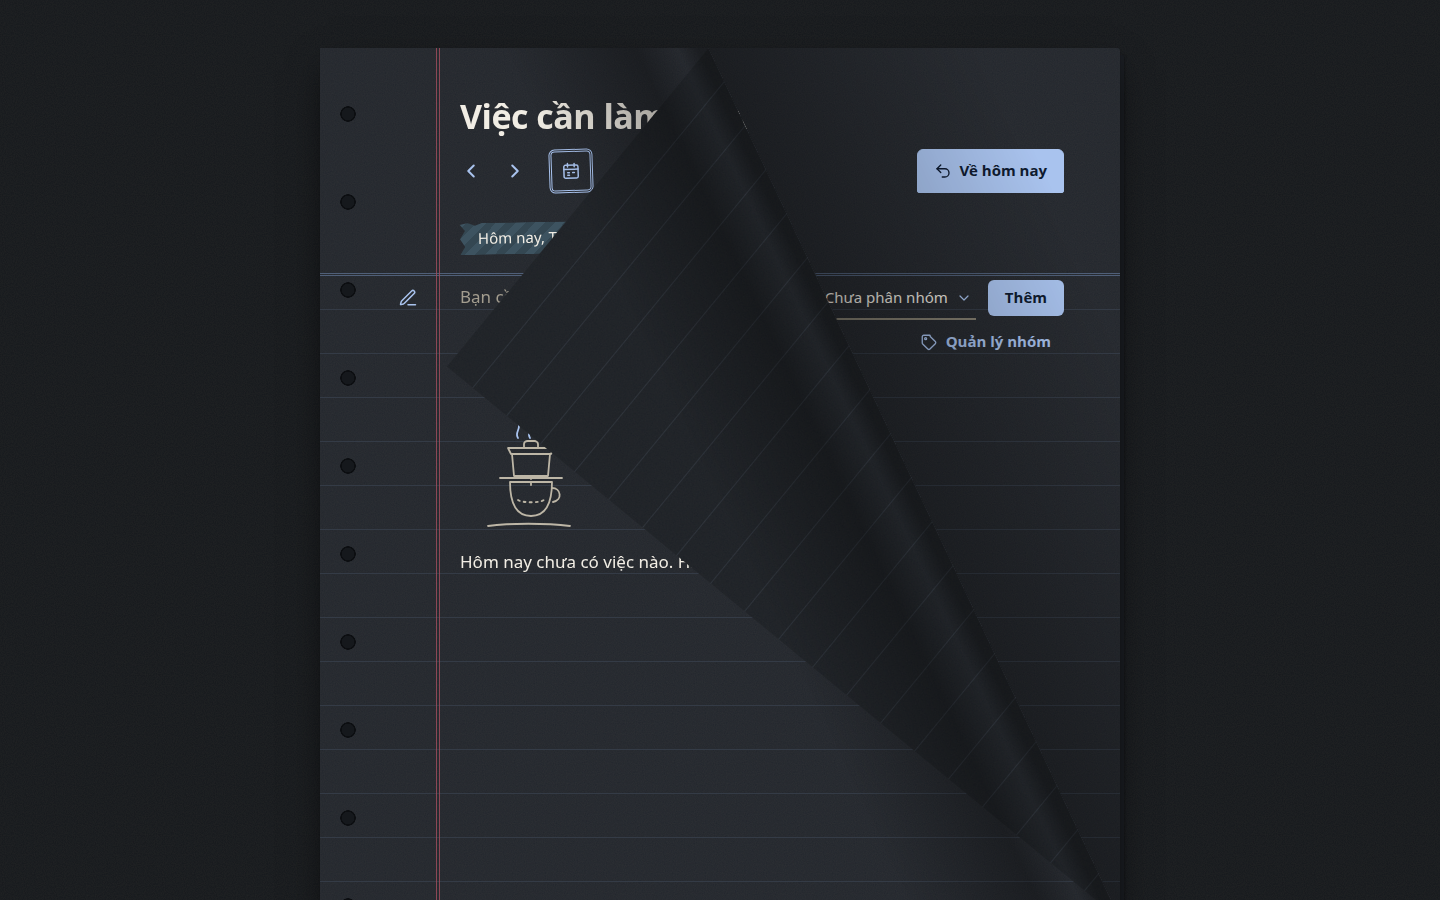 Việc cần làm
Về hôm nay
Hôm nay,
Bạn
Chưa phân nhóm
Thêm
Quản lý nhóm
Hôm nay chưa có việc nào.